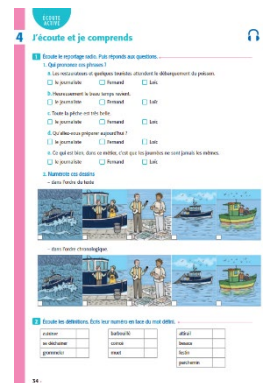 ÉCOUTE
ACTIVE
4 J'écoute et je comprends
1 Écoute le reportage radio. Puis réponds aux questions.
1. Qui prononce ces phrases ?
a. Les restaurateurs et quelques touristes attendent le débarquement du poisson.
le journaliste Fernand Loïc
b. Heureusement le beau temps revient.
le journaliste Fernand Loïc
c. Toute la pêche est très belle.
le journaliste Fernand Loïc
d. Qu'allez-vous préparer aujourd'hui ?
le journaliste Fernand Loïc
e. Ce qui est bien, dans ce métier, c'est que les journées ne sont jamais les mêmes.
le journaliste Fernand Loïc
2. Numérote ces dessins
– dans l'ordre du texte
– dans l'ordre chronologique.
2 Écoute les définitions. Écris leur numéro en face du mot défini.
barbouillé
attirail
se déchaîner
cornue
beaux
grommeler
muet
festin
parchemin
34 -